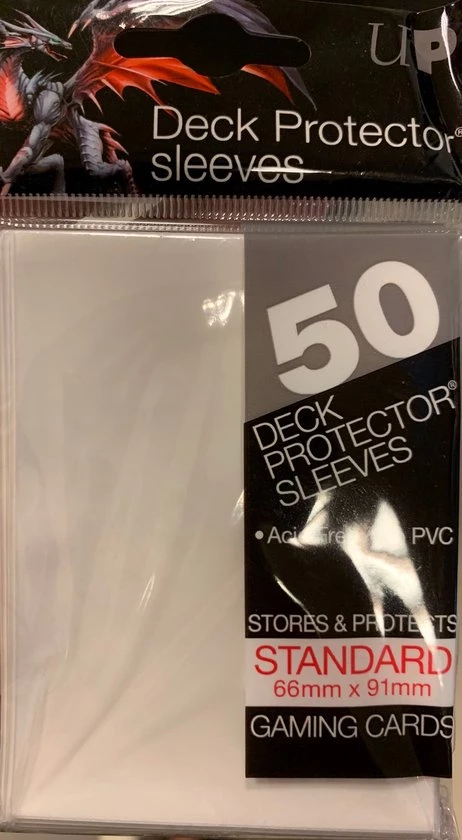 UP
Deck Protector®
sleeves
50
DECK
PROTECTOR®
SLEEVES
• PVC
STORES & PROTECTS
STANDARD
66mm x 91mm
GAMING CARDS